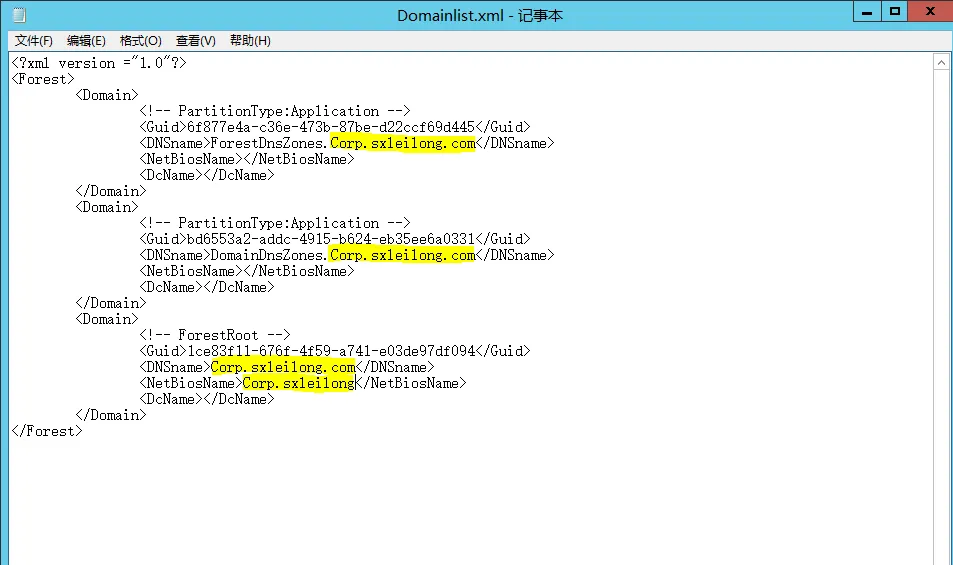 Domainlist.xml - 记事本
文件(F) 编辑(E) 格式(O) 查看(V) 帮助(H)
<?xml version ="1.0"?>
<Forest>
<Domain>
<!-- PartitionType:Application -->
<Guid>6f877e4a-c36e-473b-87be-d22ccf69d445</Guid>
<DNSname>ForestDnsZones.Corp.sxleilong.com</DNSname>
<NetBiosName></NetBiosName>
<DcName></DcName>
</Domain>
<Domain>
<!-- PartitionType:Application -->
<Guid>bd6553a2-addc-4915-b624-eb35ee6a0331</Guid>
<DNSname>DomainDnsZones.Corp.sxleilong.com</DNSname>
<NetBiosName></NetBiosName>
<DcName></DcName>
</Domain>
<Domain>
<!-- ForestRoot -->
<Guid>1ce83f11-676f-4f59-a741-e03de97df094</Guid>
<DNSname>Corp.sxleilong.com</DNSname>
<NetBiosName>Corp.sxleilong</NetBiosName>
<DcName></DcName>
</Domain>
</Forest>